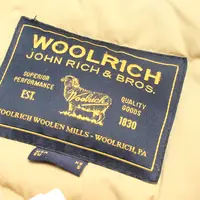 WOOLRICH
JOHN RICH & BROS.
SUPERIOR PERFORMANCE
QUALITY GOODS
EST.
Woolrich
1830
WOOLRICH WOOLEN MILLS - WOOLRICH, PA